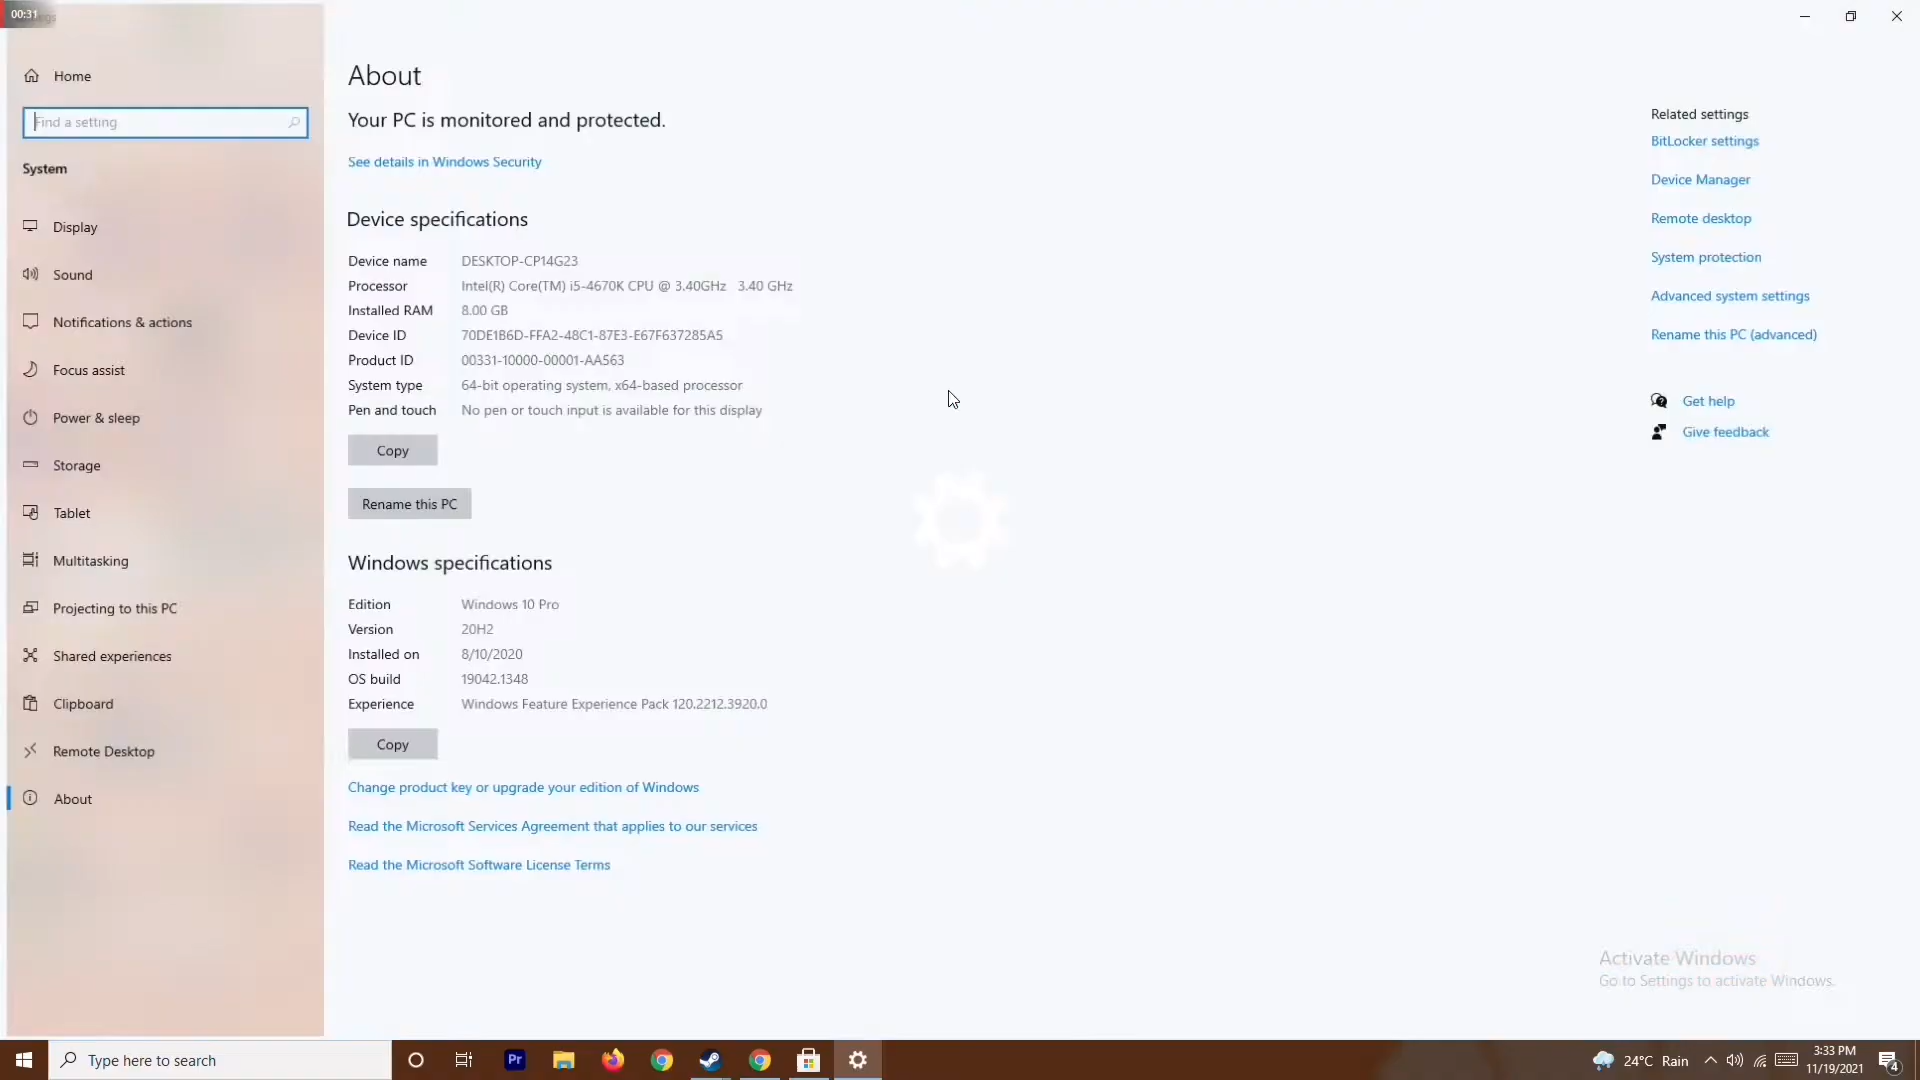 00:31
Home
Find a setting
System
Display
Sound
Notifications & actions
Focus assist
Power & sleep
Storage
Tablet
Multitasking
Projecting to this PC
Shared experiences
Clipboard
Remote Desktop
About
About
Your PC is monitored and protected.
See details in Windows Security
Device specifications
Device name DESKTOP-CP14G23
Processor Intel(R) Core(TM) i5-4670K CPU @ 3.40GHz 3.40 GHz
Installed RAM 8.00 GB
Device ID 70DE1B6D-FFA2-48C1-87E3-E67F637285A5
Product ID 00331-10000-00001-AA563
System type 64-bit operating system, x64-based processor
Pen and touch No pen or touch input is available for this display
Copy
Rename this PC
Windows specifications
Edition Windows 10 Pro
Version 20H2
Installed on 8/10/2020
OS build 19042.1348
Experience Windows Feature Experience Pack 120.2212.3920.0
Copy
Change product key or upgrade your edition of Windows
Read the Microsoft Services Agreement that applies to our services
Read the Microsoft Software License Terms
Related settings
BitLocker settings
Device Manager
Remote desktop
System protection
Advanced system settings
Rename this PC (advanced)
Get help
Give feedback
Activate Windows
Go to Settings to activate Windows.
Type here to search
Pr
24°C Rain
3:33 PM
11/19/2021
4